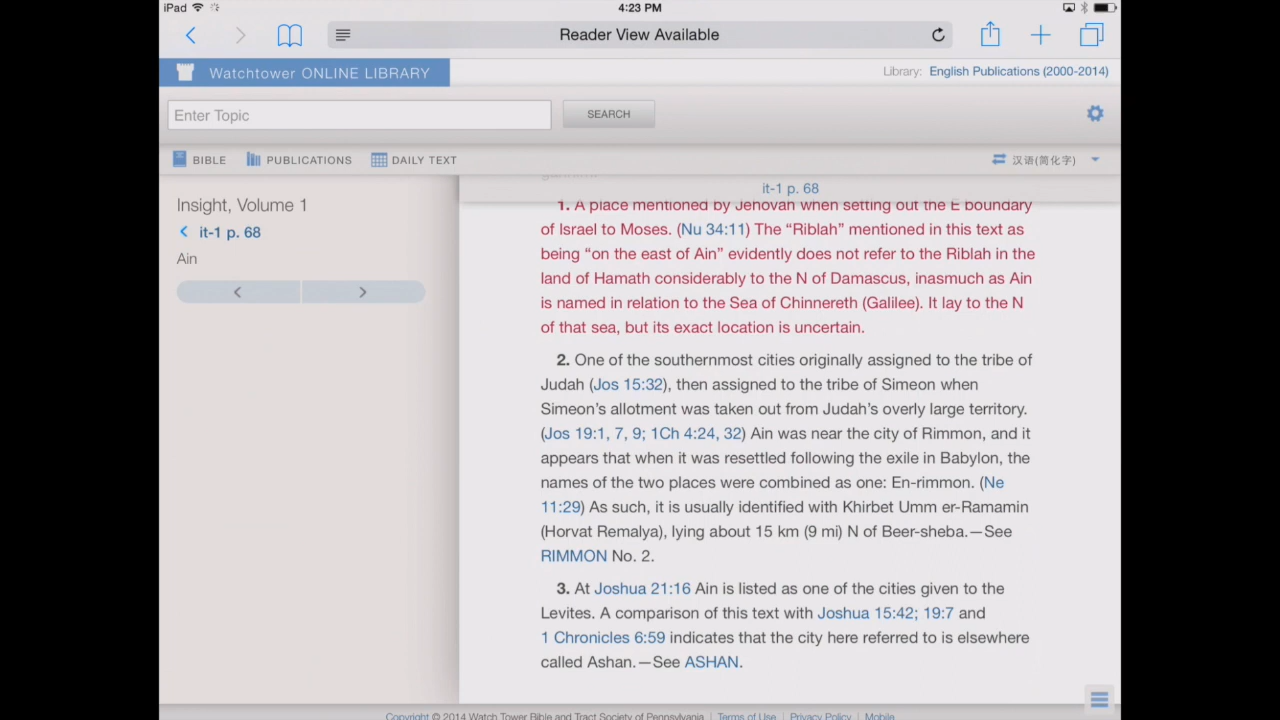 iPad
4:23 PM
Reader View Available
Watchtower ONLINE LIBRARY
Library: English Publications (2000-2014)
Enter Topic
SEARCH
BIBLE
PUBLICATIONS
DAILY TEXT
汉语(简化字)
Insight, Volume 1
it-1 p. 68
Ain
it-1 p. 68
1. A place mentioned by Jehovah when setting out the E boundary
of Israel to Moses. (Nu 34:11) The “Riblah” mentioned in this text as
being “on the east of Ain” evidently does not refer to the Riblah in the
land of Hamath considerably to the N of Damascus, inasmuch as Ain
is named in relation to the Sea of Chinnereth (Galilee). It lay to the N
of that sea, but its exact location is uncertain.
2. One of the southernmost cities originally assigned to the tribe of
Judah (Jos 15:32), then assigned to the tribe of Simeon when
Simeon’s allotment was taken out from Judah’s overly large territory.
(Jos 19:1, 7, 9; 1Ch 4:24, 32) Ain was near the city of Rimmon, and it
appears that when it was resettled following the exile in Babylon, the
names of the two places were combined as one: En-rimmon. (Ne
11:29) As such, it is usually identified with Khirbet Umm er-Ramamin
(Horvat Remalya), lying about 15 km (9 mi) N of Beer-sheba.—See
RIMMON No. 2.
3. At Joshua 21:16 Ain is listed as one of the cities given to the
Levites. A comparison of this text with Joshua 15:42; 19:7 and
1 Chronicles 6:59 indicates that the city here referred to is elsewhere
called Ashan.—See ASHAN.
Copyright © 2014 Watch Tower Bible and Tract Society of Pennsylvania | Terms of Use | Privacy Policy | Mobile